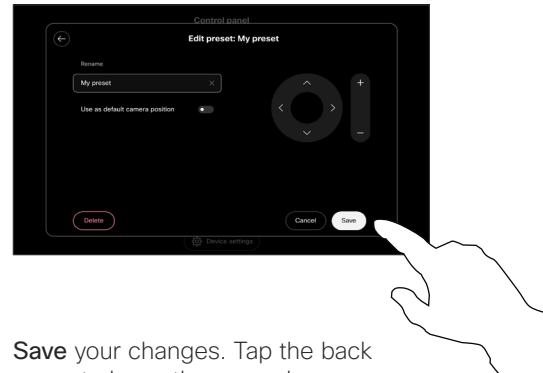 Control panel
Edit preset: My preset
Rename
My preset
Use as default camera position
Delete
Cancel
Save
Device settings
Save your changes. Tap the back